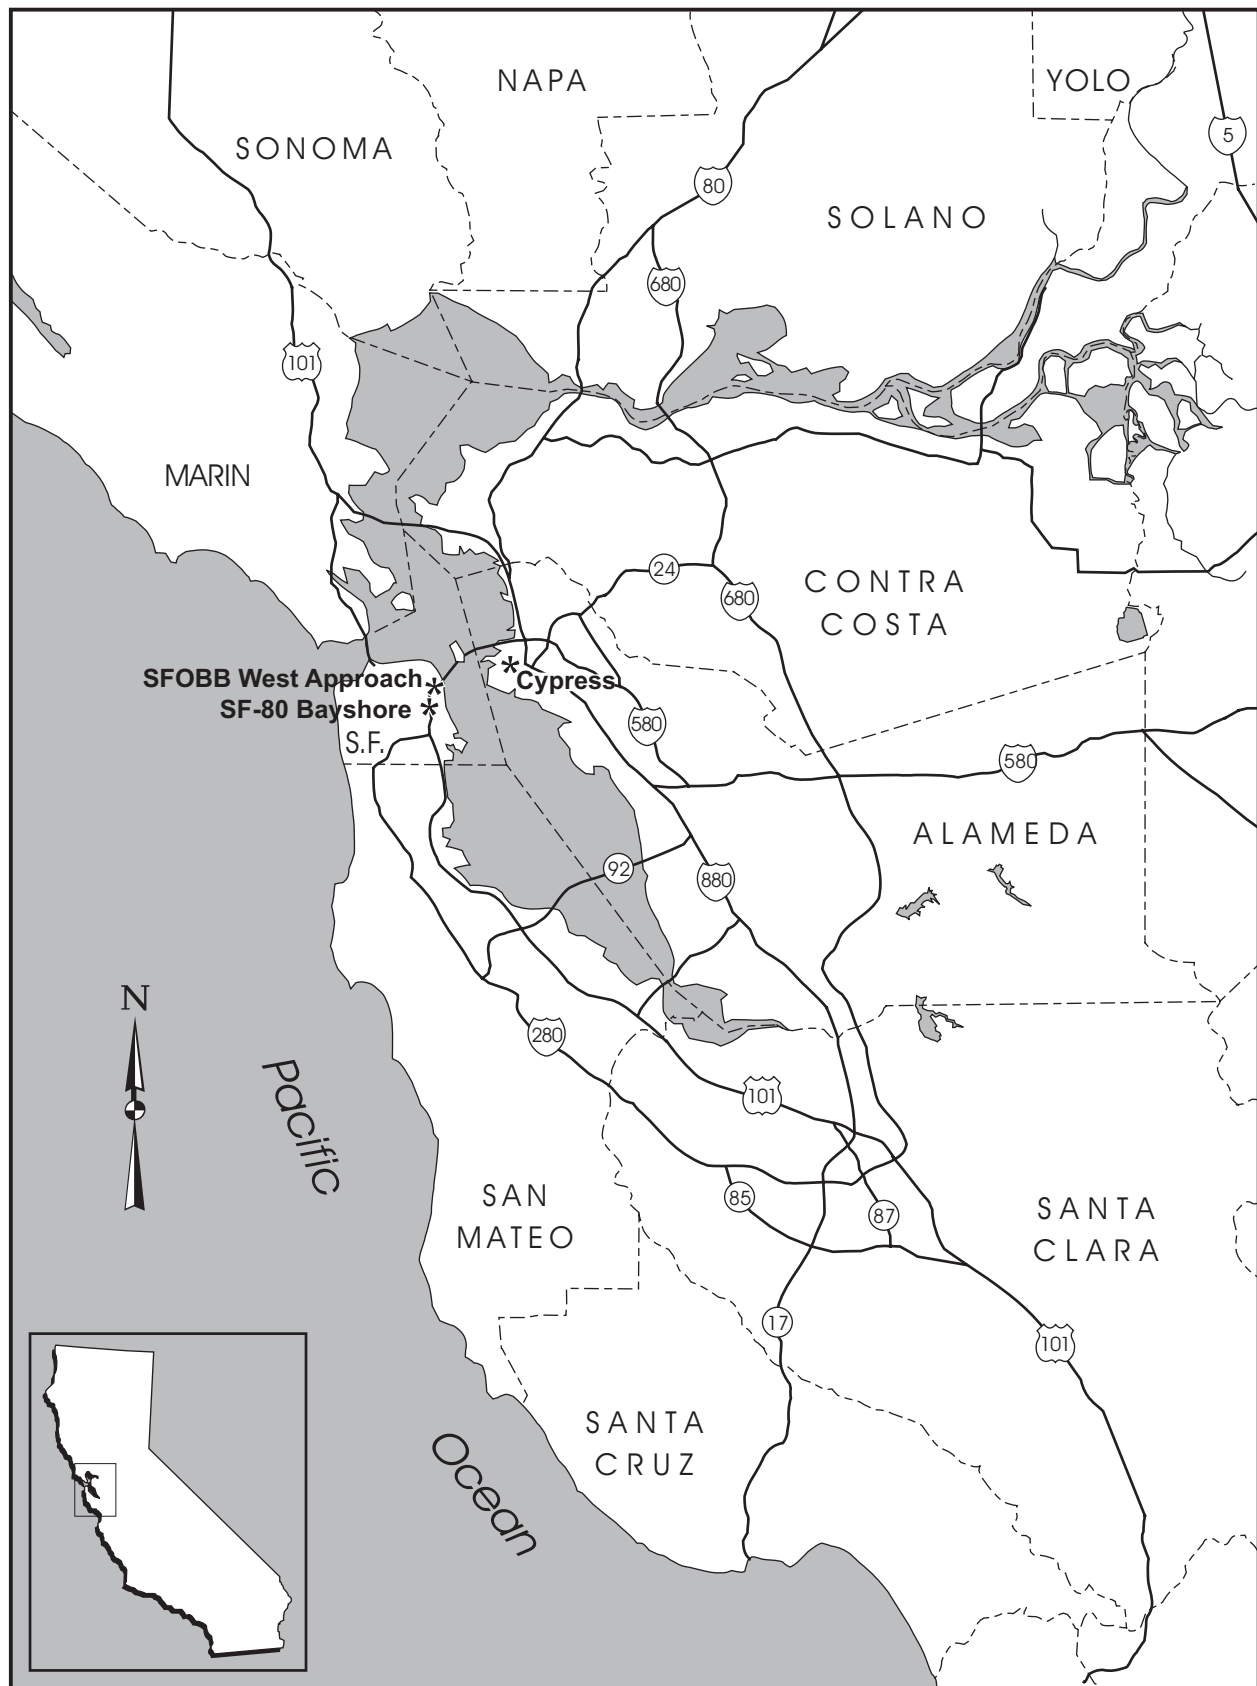 NAPA
YOLO
SONOMA
5
80
SOLANO
680
101
MARIN
24
CONTRA
COSTA
680
SFOBB West Approach
Cypress
SF-80 Bayshore
580
S.F.
580
ALAMEDA
92
880
N
280
Pacific
101
SAN
MATEO
85
87
SANTA
CLARA
17
101
SANTA
CRUZ
Ocean